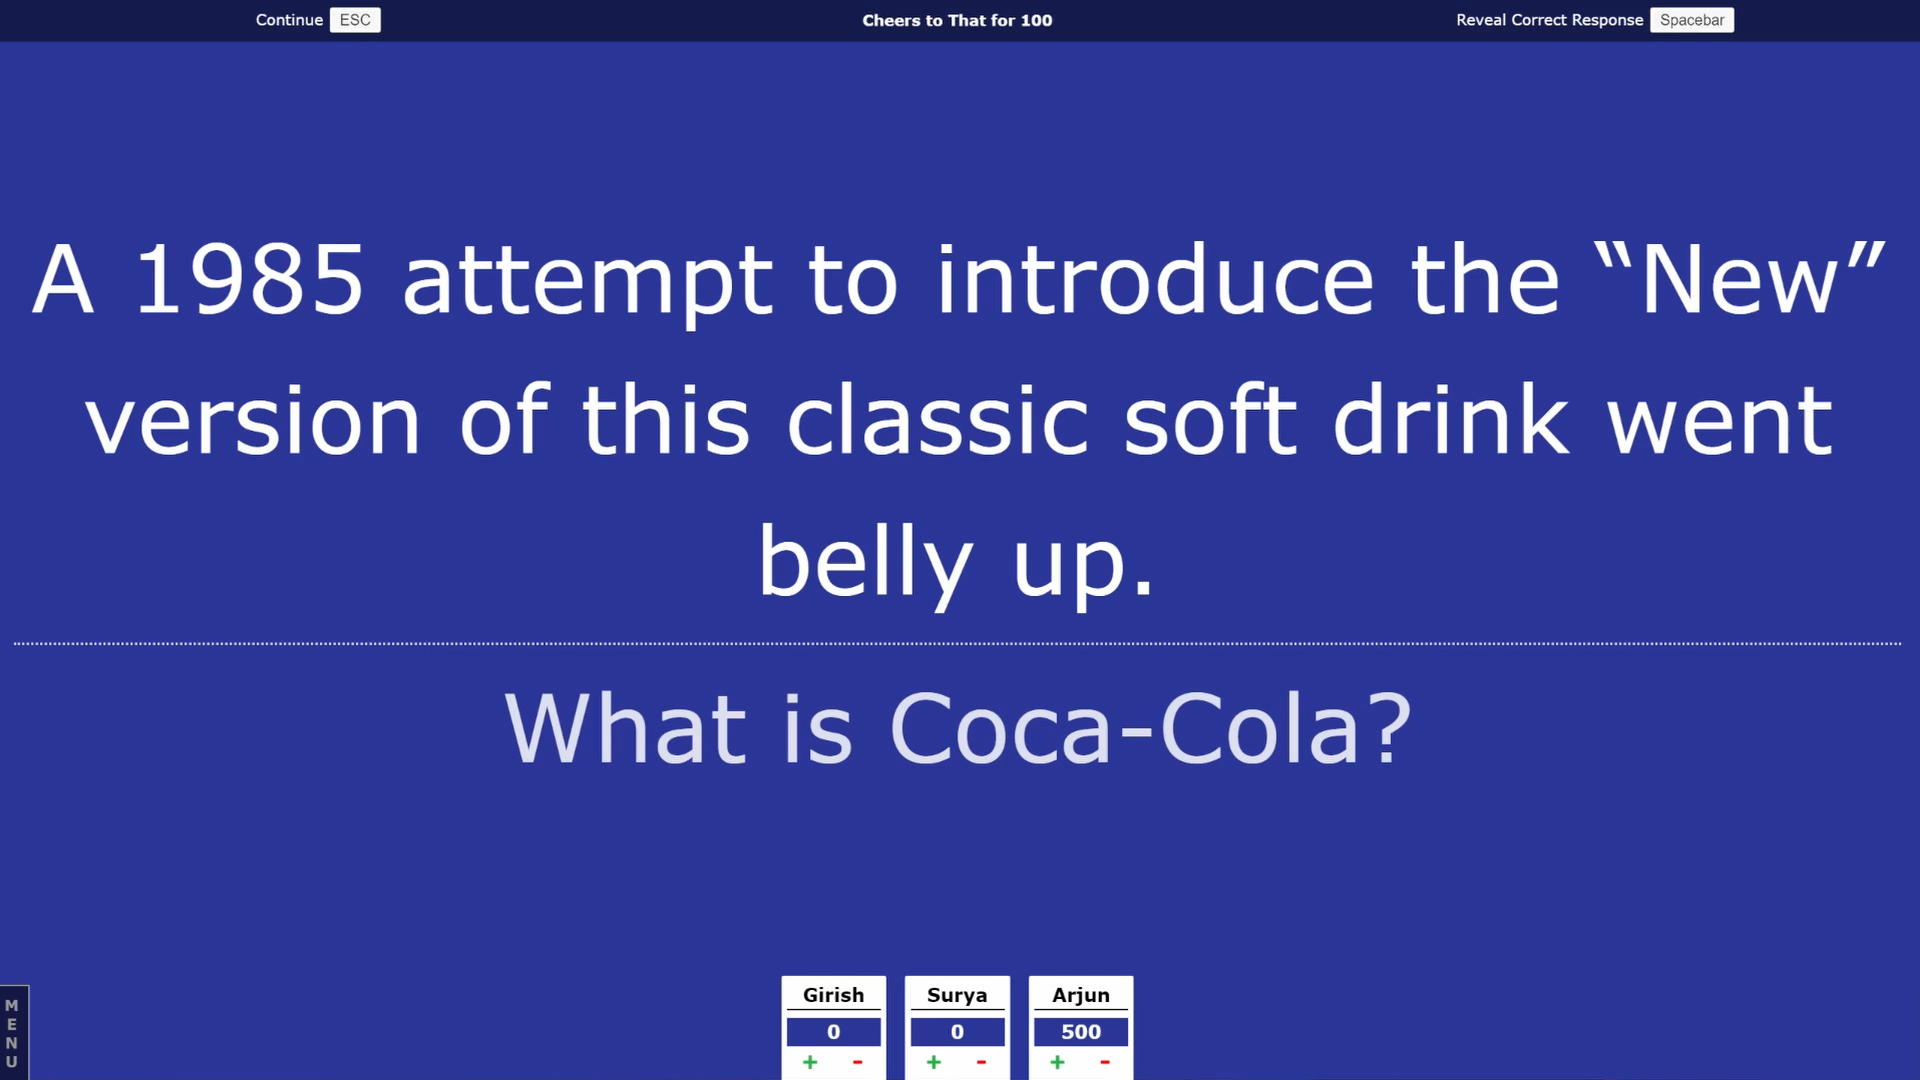 Continue ESC
Cheers to That for 100
Reveal Correct Response Spacebar
A 1985 attempt to introduce the “New”
version of this classic soft drink went
belly up.
What is Coca-Cola?
MENU
Girish Surya Arjun
0 0 500
+ - + - + -